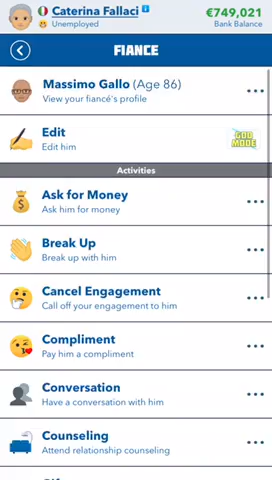 Caterina Fallaci
Unemployed
€749,021
Bank Balance
FIANCE
Massimo Gallo (Age 86)
View your fiancé's profile
Edit
Edit him
GOD
MODE
Activities
Ask for Money
Ask him for money
Break Up
Break up with him
Cancel Engagement
Call off your engagement to him
Compliment
Pay him a compliment
Conversation
Have a conversation with him
Counseling
Attend relationship counseling